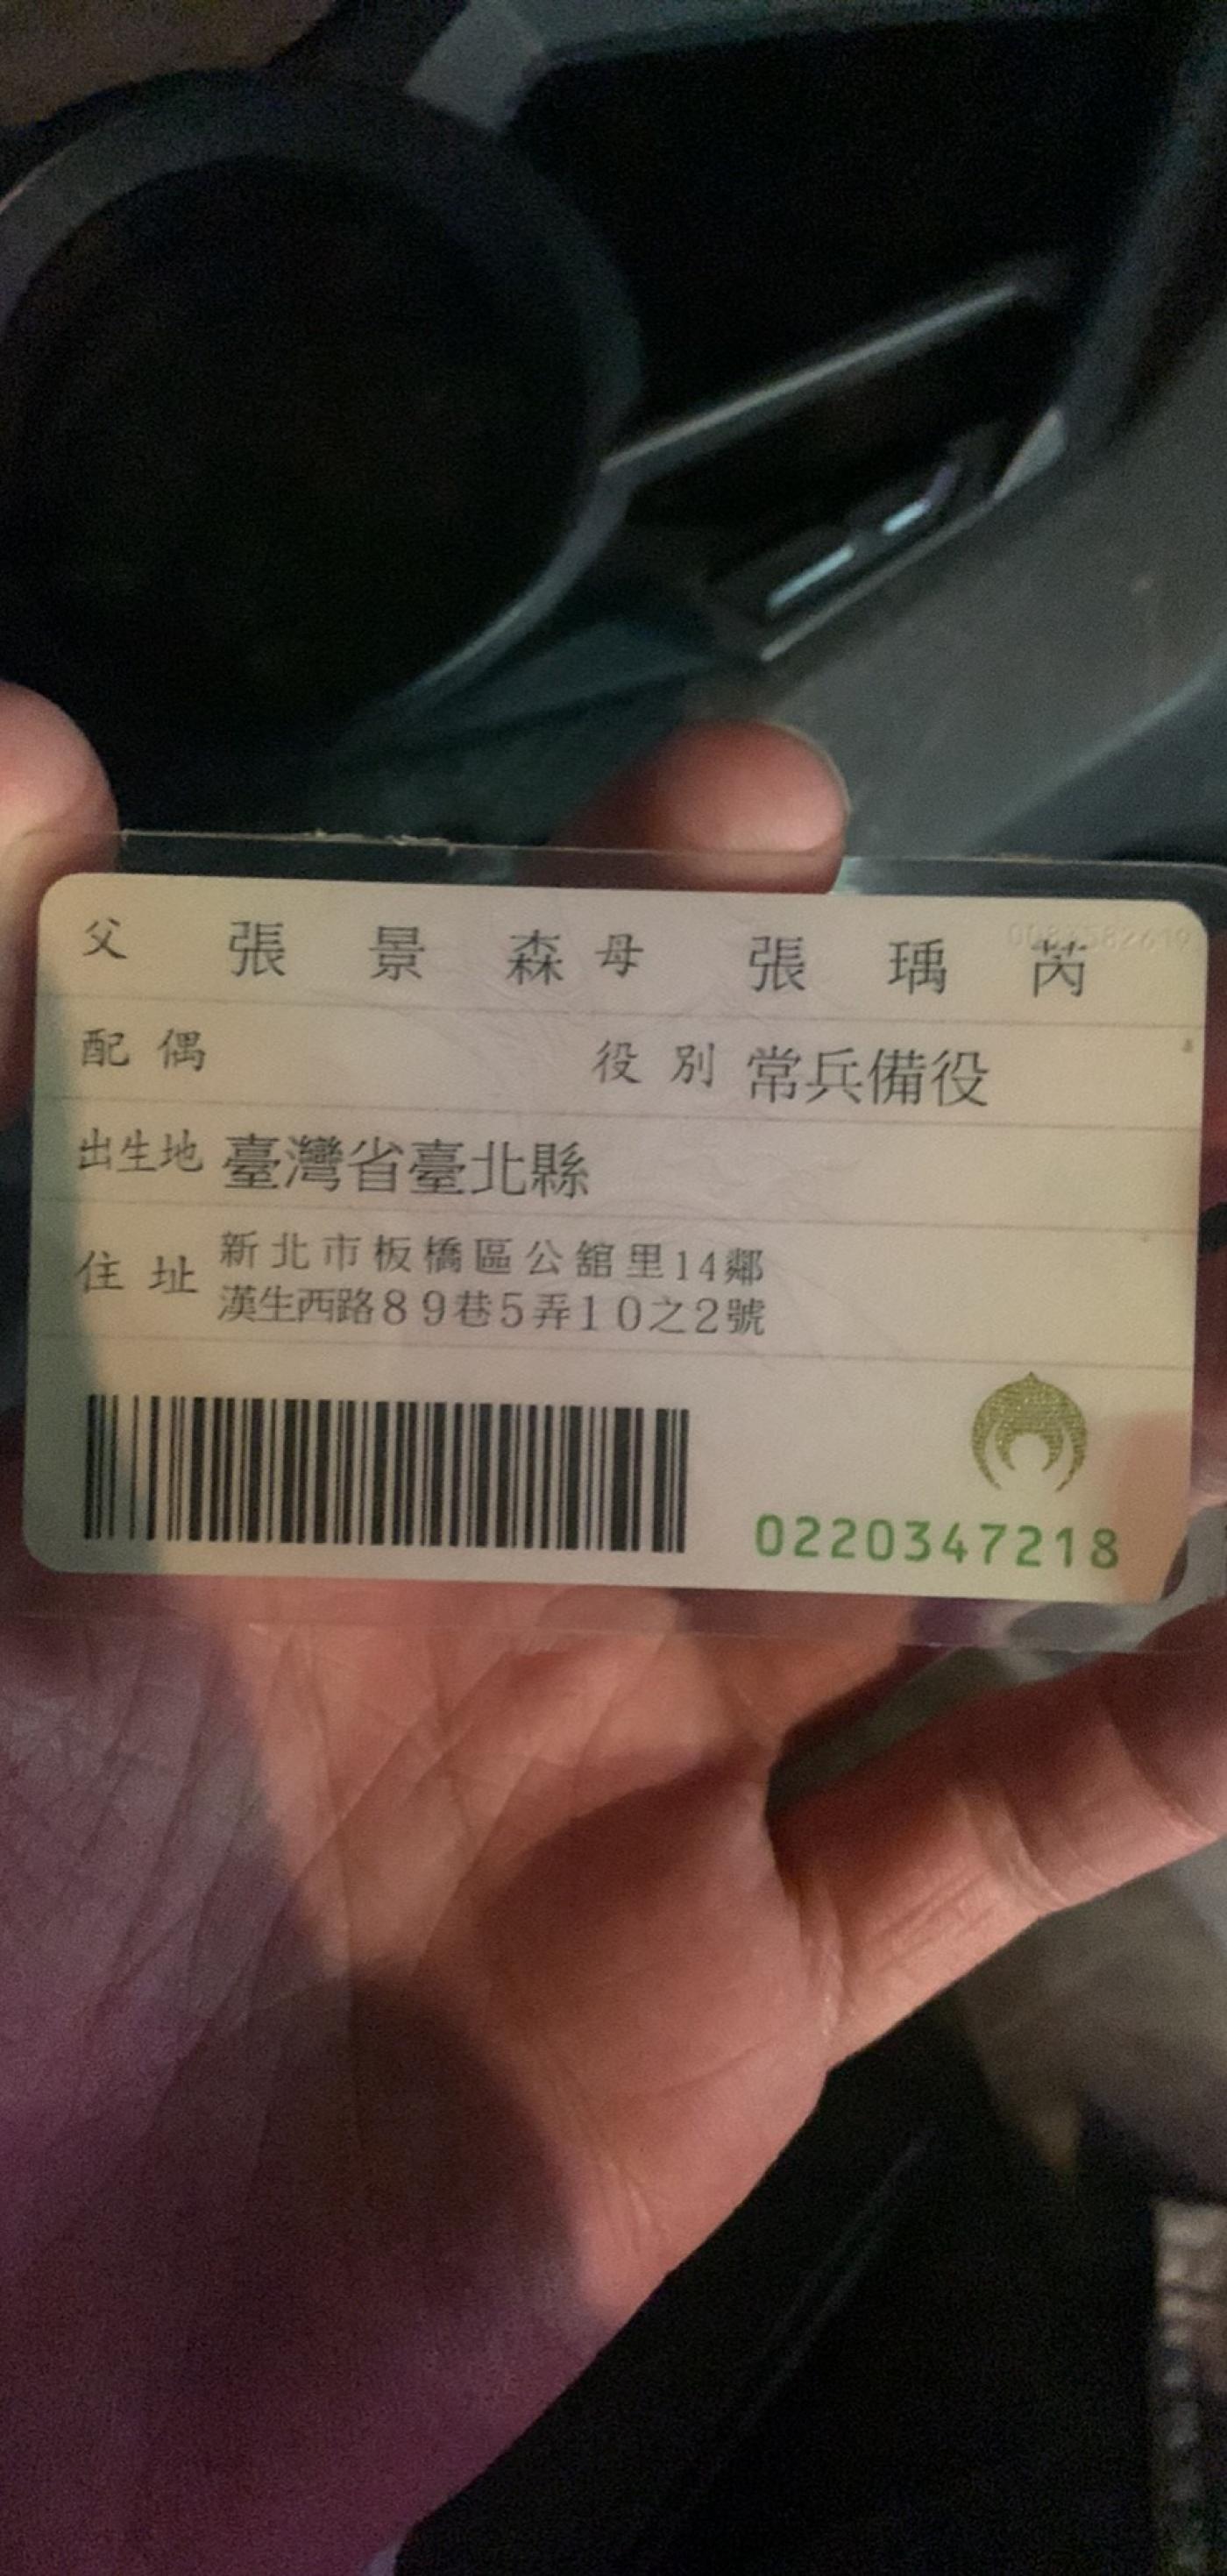 父 張景森 母 張瑀芮
配偶 役別 常兵備役
出生地 臺灣省臺北縣
住址 新北市板橋區公舘里14鄰
漢生西路89巷5弄10之2號
0220347218